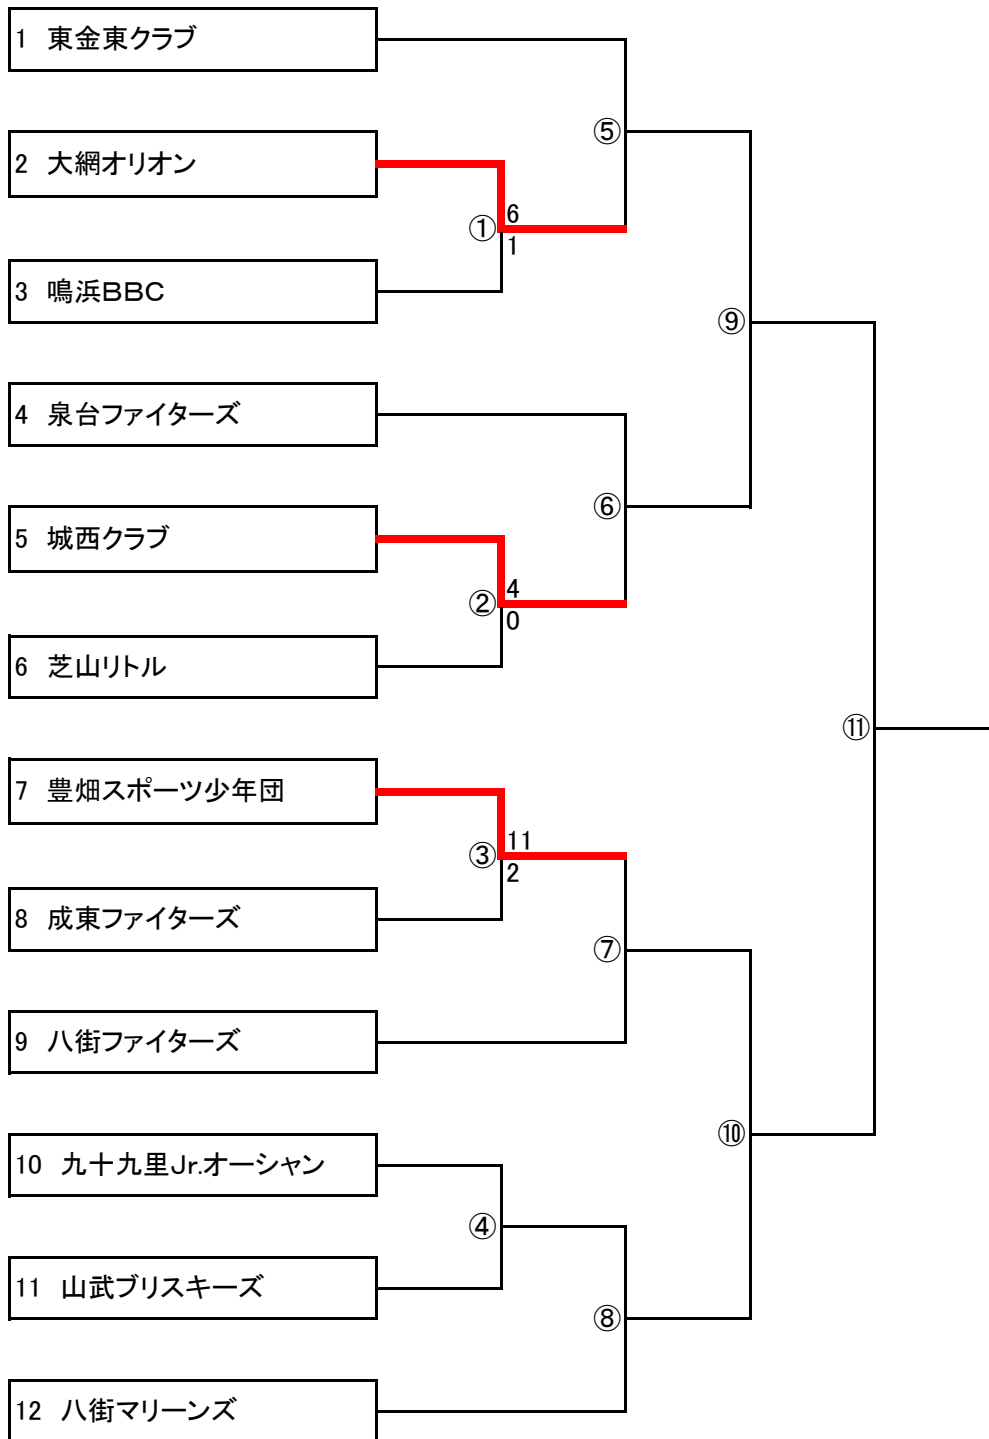 1 東金東クラブ
⑤
2 大網オリオン
① 6
1
3 鳴浜BBC
⑨
4 泉台ファイターズ
⑥
5 城西クラブ
② 4
0
6 芝山リトル
⑪
7 豊畑スポーツ少年団
③ 11
2
8 成東ファイターズ
⑦
9 八街ファイターズ
⑩
10 九十九里Jr.オーシャン
④
11 山武ブリスキーズ
⑧
12 八街マリーンズ